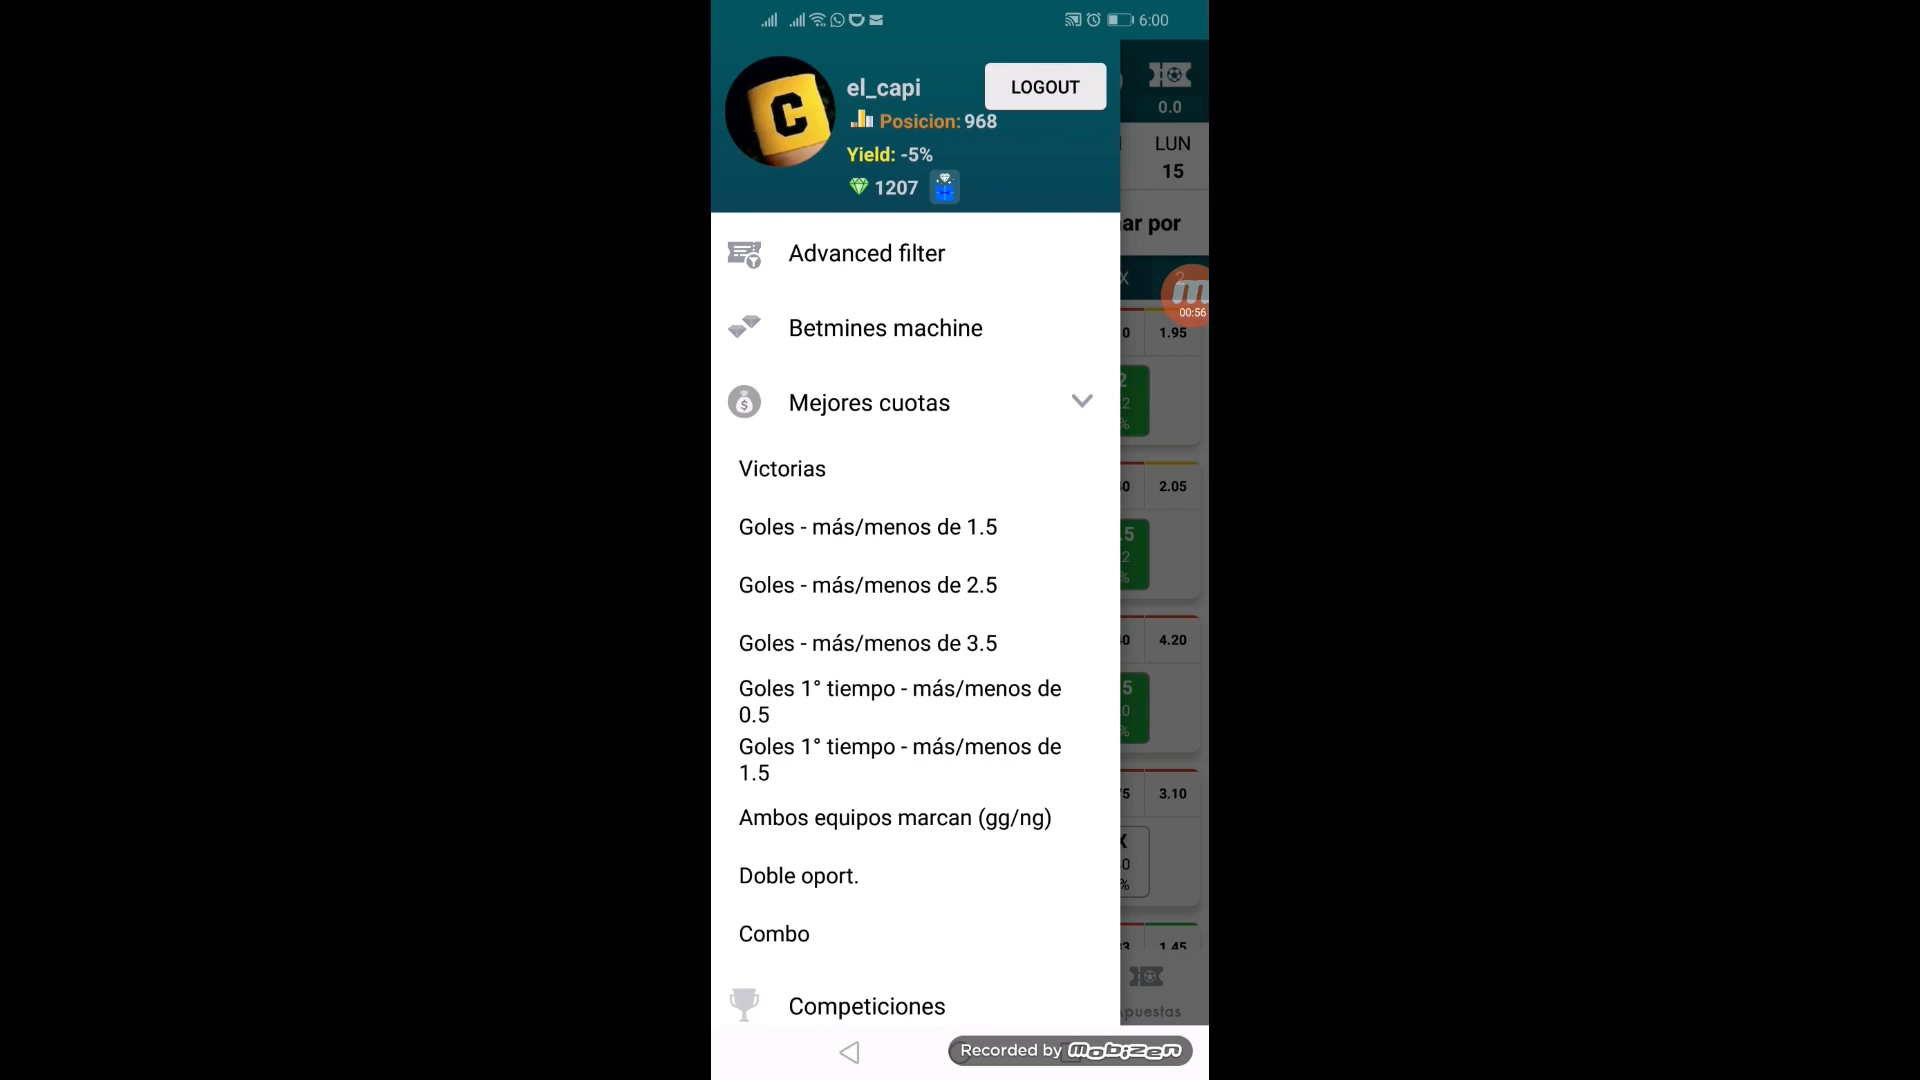 6:00
C
el_capi
LOGOUT
Posicion: 968
Yield: -5%
1207
0.0
LUN
15
ar por
X 2
00:56
Advanced filter
Betmines machine
Mejores cuotas
Victorias
Goles - más/menos de 1.5
Goles - más/menos de 2.5
Goles - más/menos de 3.5
Goles 1° tiempo - más/menos de
0.5
Goles 1° tiempo - más/menos de
1.5
Ambos equipos marcan (gg/ng)
Doble oport.
Combo
Competiciones
1.95
2.05
4.20
3.10
1.45
puestas
Recorded by mobizen